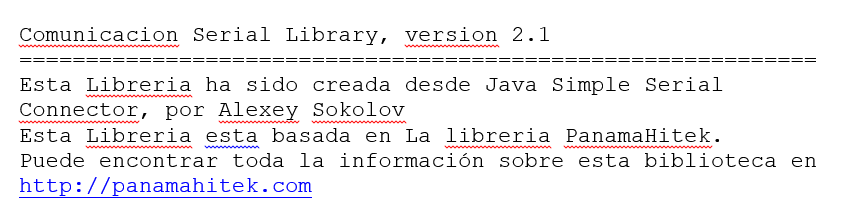 Comunicacion Serial Library, version 2.1
============================================================
Esta Libreria ha sido creada desde Java Simple Serial
Connector, por Alexey Sokolov
Esta Libreria esta basada en La libreria PanamaHitek.
Puede encontrar toda la información sobre esta biblioteca en
http://panamahitek.com